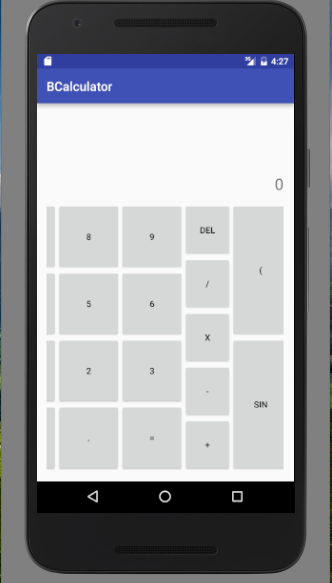 4:27
BCalculator
0
8 9 DEL (
5 6 /
X
2 3 -
SIN
. = +